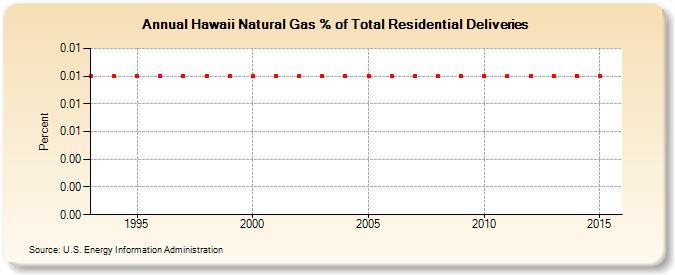 Annual Hawaii Natural Gas % of Total Residential Deliveries
Percent
0.01
0.01
0.01
0.01
0.00
0.00
0.00
1995 2000 2005 2010 2015
Source: U.S. Energy Information Administration